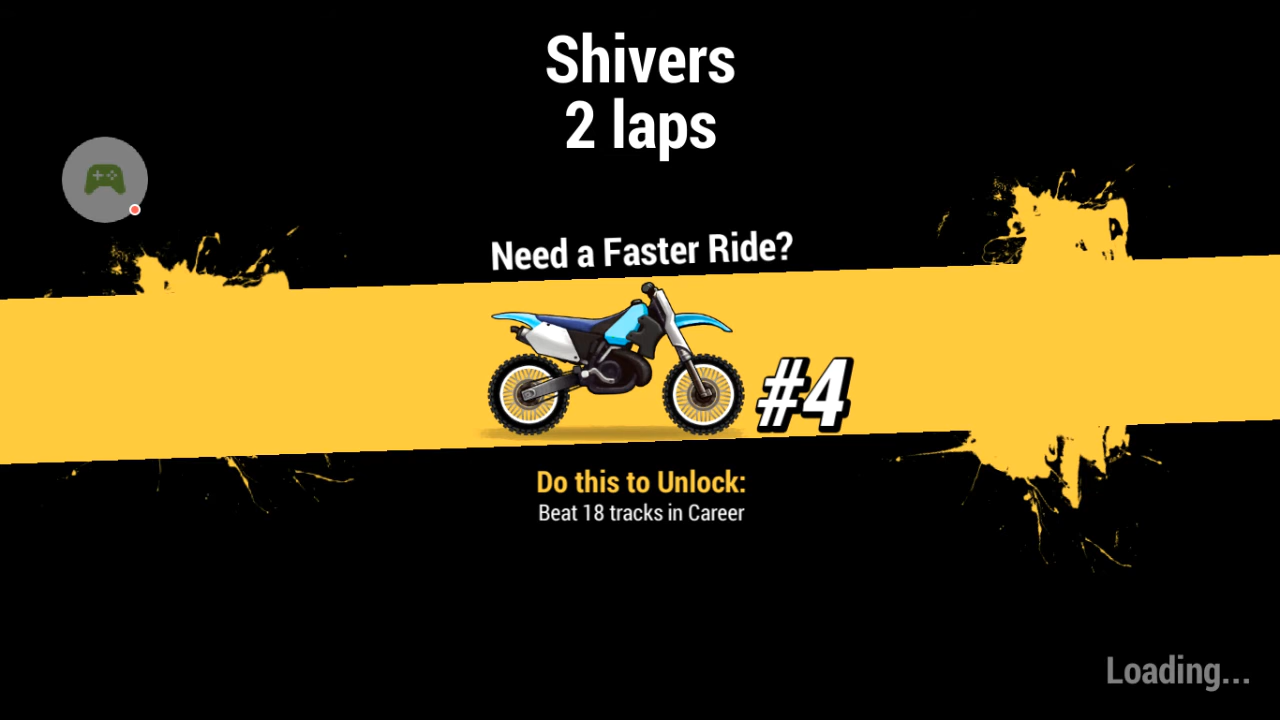 Shivers
2 laps
Need a Faster Ride?
#4
Do this to Unlock:
Beat 18 tracks in Career
Loading...